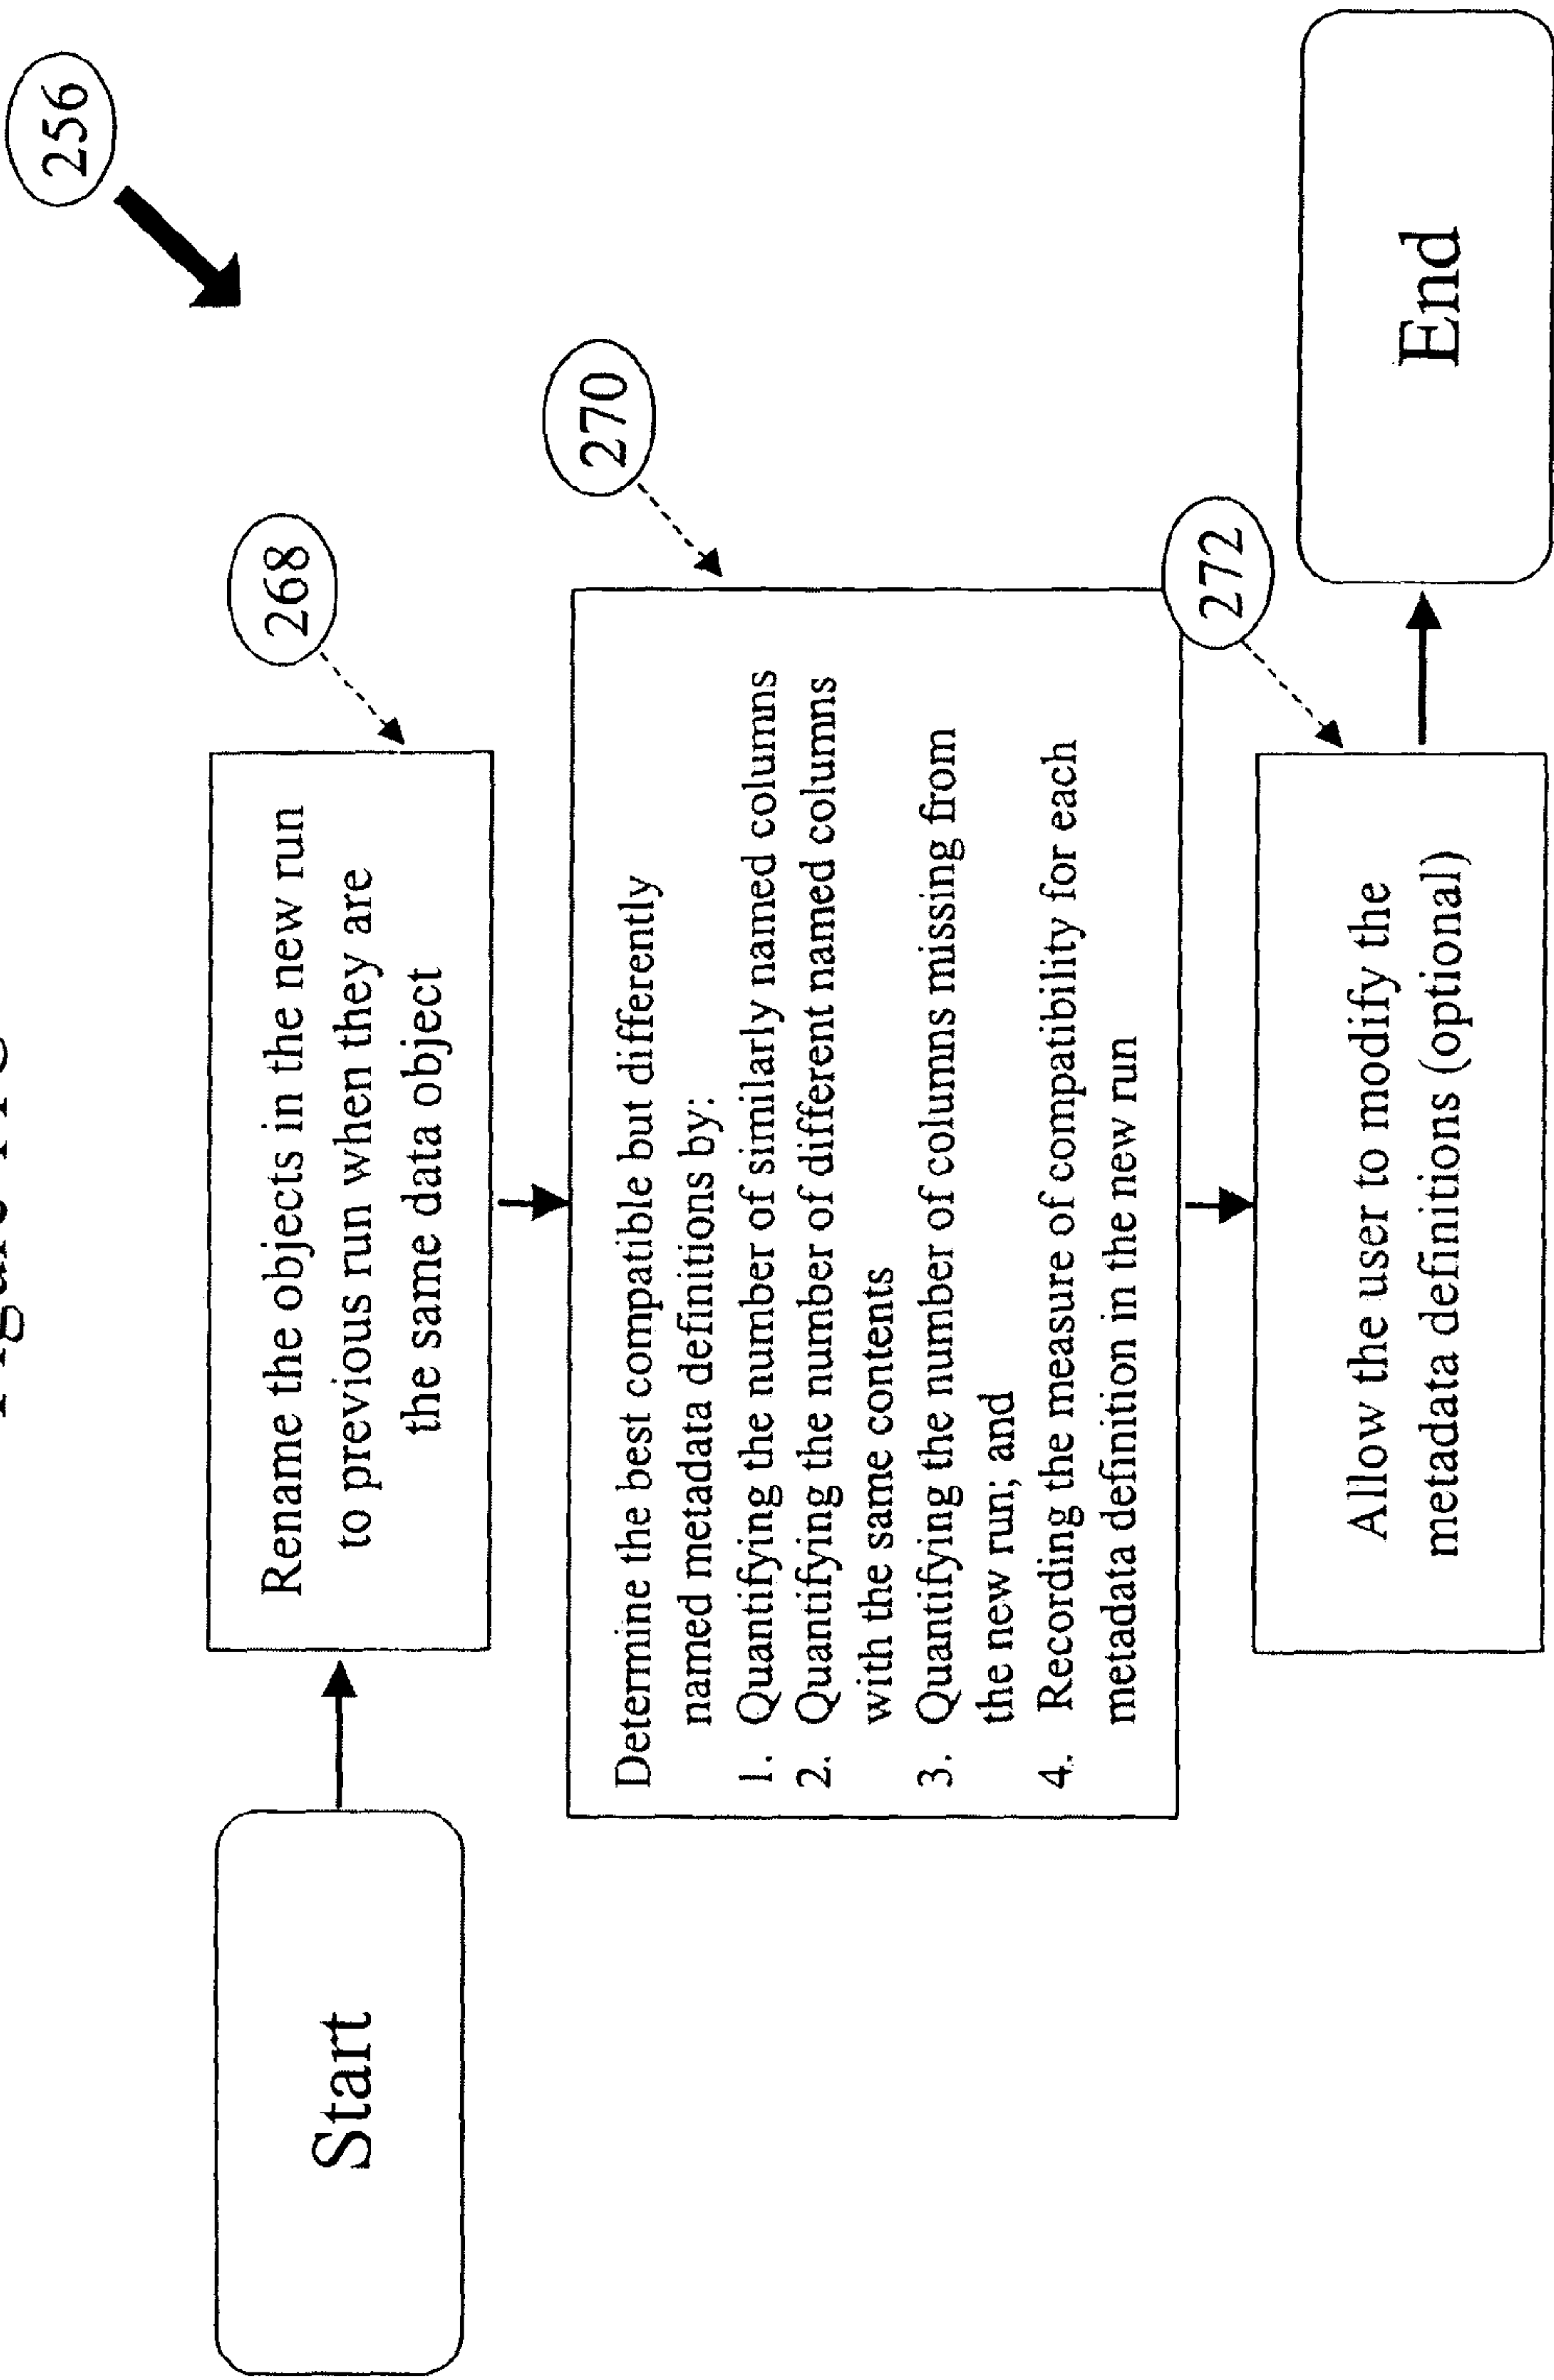 256
Start
Rename the objects in the new run
to previous run when they are
the same data object
268
Determine the best compatible but differently
named metadata definitions by:
1. Quantifying the number of similarly named columns
2. Quantifying the number of different named columns
with the same contents
3. Quantifying the number of columns missing from
the new run; and
4. Recording the measure of compatibility for each
metadata definition in the new run
270
Allow the user to modify the
metadata definitions (optional)
272
End